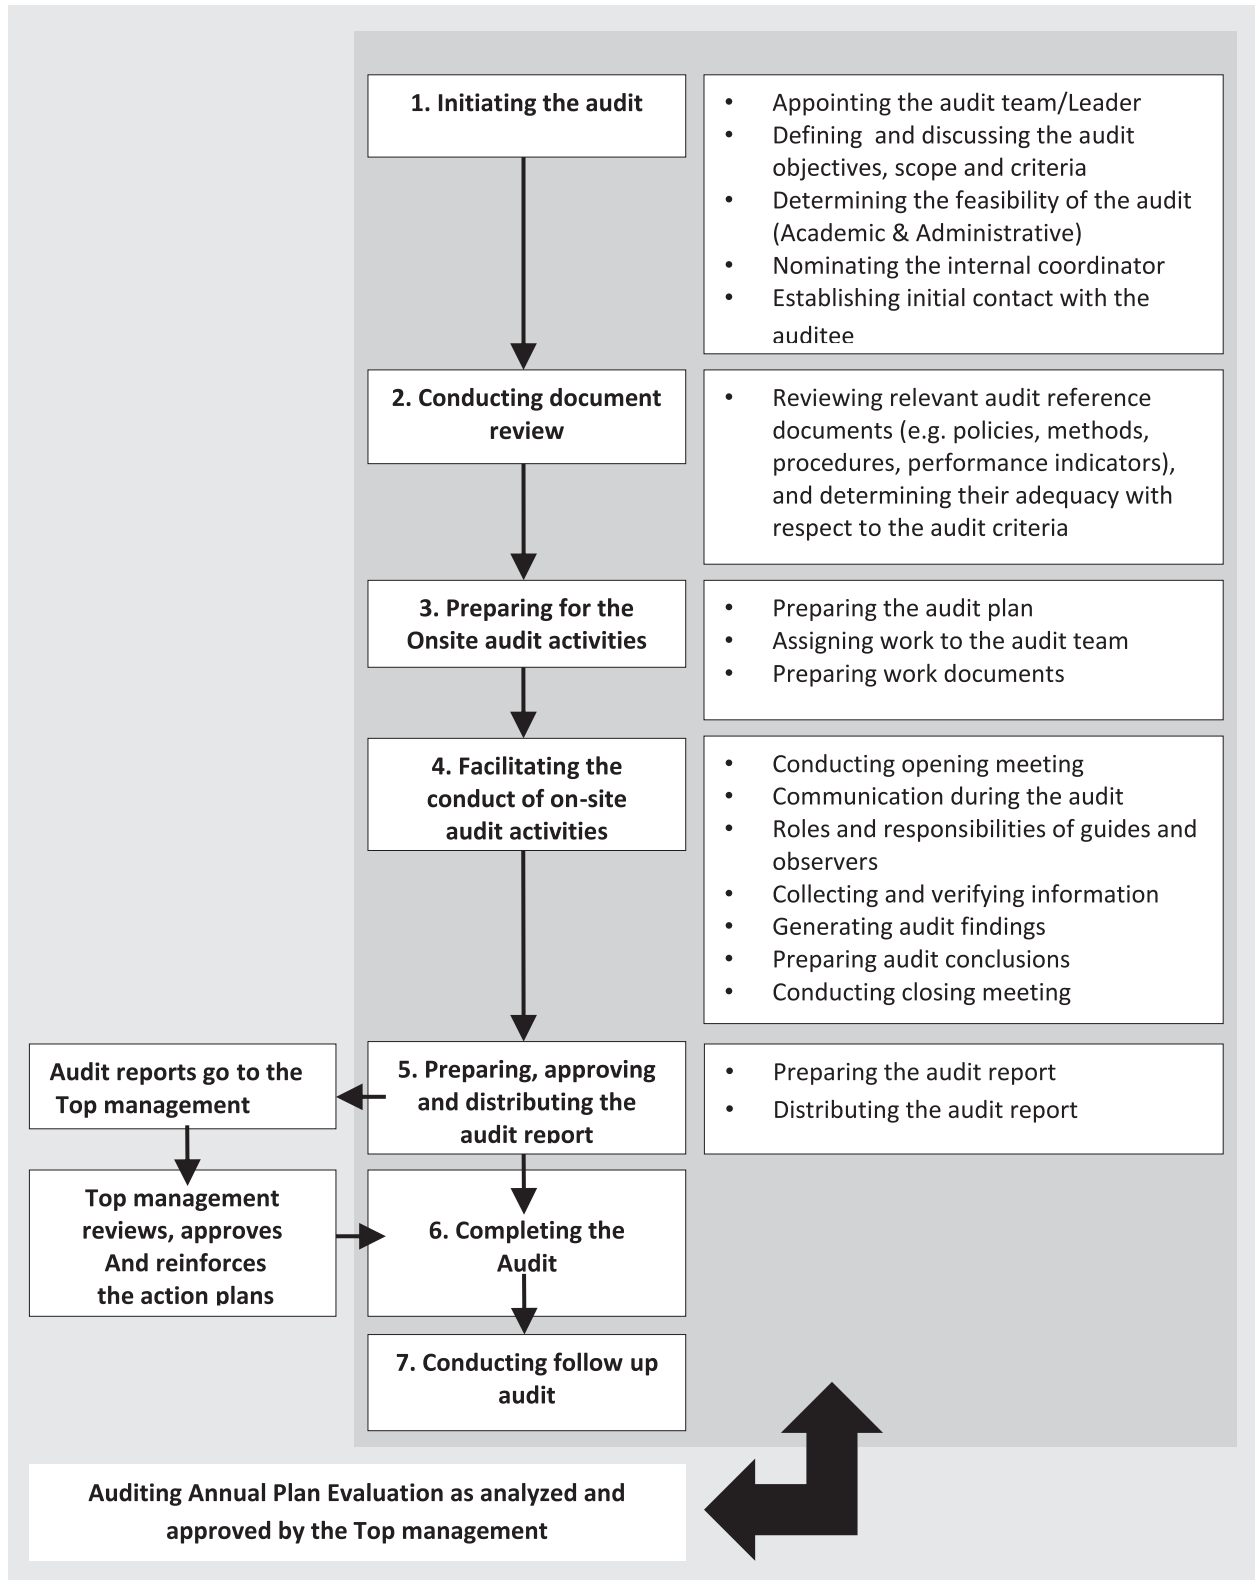 1. Initiating the audit
• Appointing the audit team/Leader
• Defining and discussing the audit
objectives, scope and criteria
• Determining the feasibility of the audit
(Academic & Administrative)
• Nominating the internal coordinator
• Establishing initial contact with the
auditee
2. Conducting document
review
• Reviewing relevant audit reference
documents (e.g. policies, methods,
procedures, performance indicators),
and determining their adequacy with
respect to the audit criteria
3. Preparing for the
Onsite audit activities
• Preparing the audit plan
• Assigning work to the audit team
• Preparing work documents
4. Facilitating the
conduct of on-site
audit activities
• Conducting opening meeting
• Communication during the audit
• Roles and responsibilities of guides and
observers
• Collecting and verifying information
• Generating audit findings
• Preparing audit conclusions
• Conducting closing meeting
Audit reports go to the
Top management
5. Preparing, approving
and distributing the
audit report
• Preparing the audit report
• Distributing the audit report
Top management
reviews, approves
And reinforces
the action plans
6. Completing the
Audit
7. Conducting follow up
audit
Auditing Annual Plan Evaluation as analyzed and
approved by the Top management